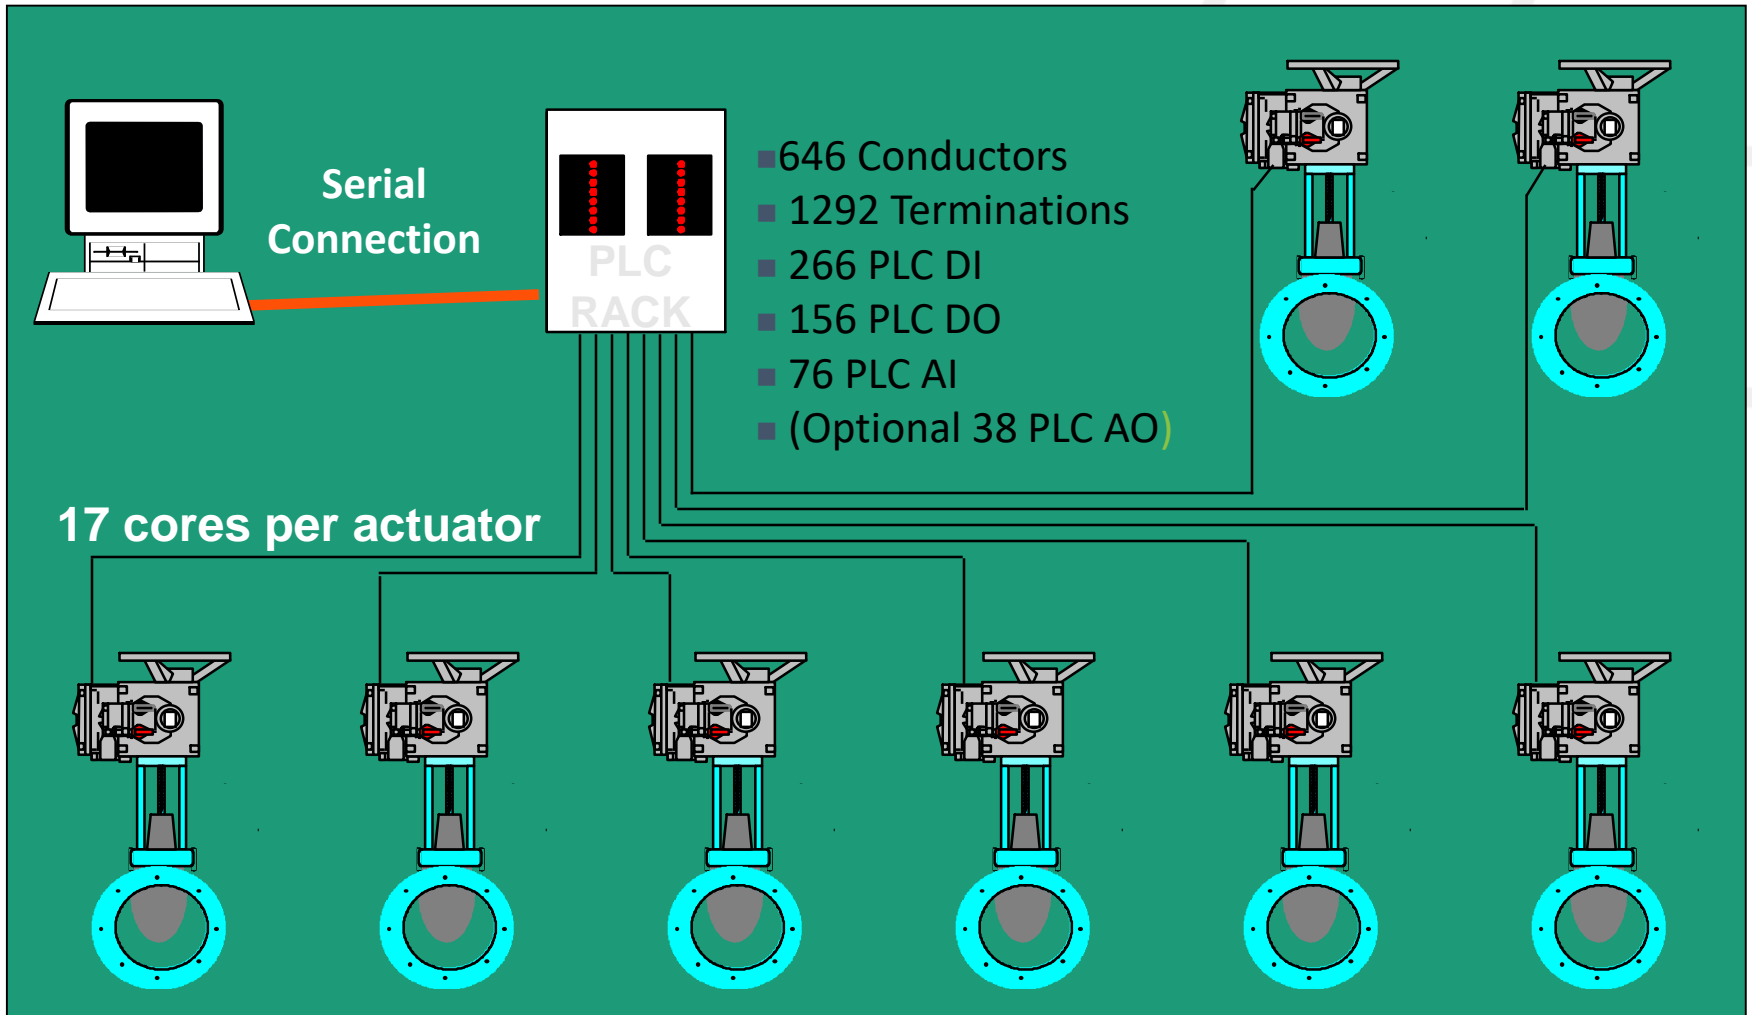 Serial
Connection
PLC
RACK
646 Conductors
1292 Terminations
266 PLC DI
156 PLC DO
76 PLC AI
(Optional 38 PLC AO)
17 cores per actuator